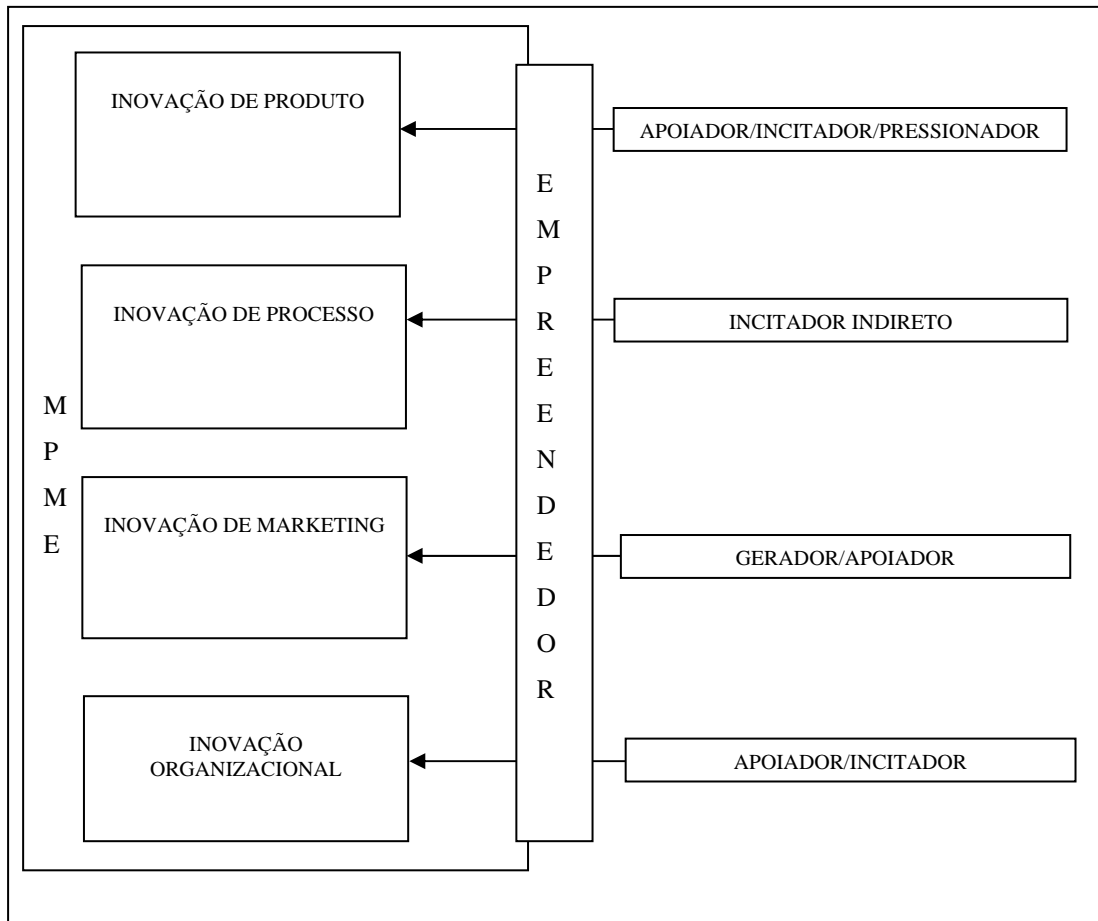 INOVAÇÃO DE PRODUTO
APOIADOR/INCITADOR/PRESSIONADOR
INOVAÇÃO DE PROCESSO
INCITADOR INDIRETO
MPME
EMPREENDEDOR
INOVAÇÃO DE MARKETING
GERADOR/APOIADOR
INOVAÇÃO
ORGANIZACIONAL
APOIADOR/INCITADOR